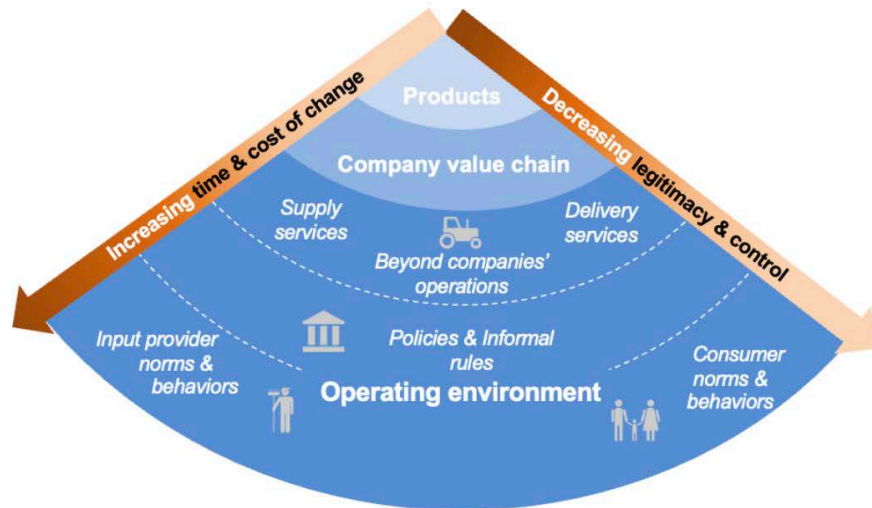 Products
Company value chain
Increasing time & cost of change
Decreasing legitimacy & control
Supply
services
Delivery
services
Beyond companies'
operations
Policies & Informal
rules
Input provider
norms &
behaviors
Consumer
norms &
behaviors
Operating environment